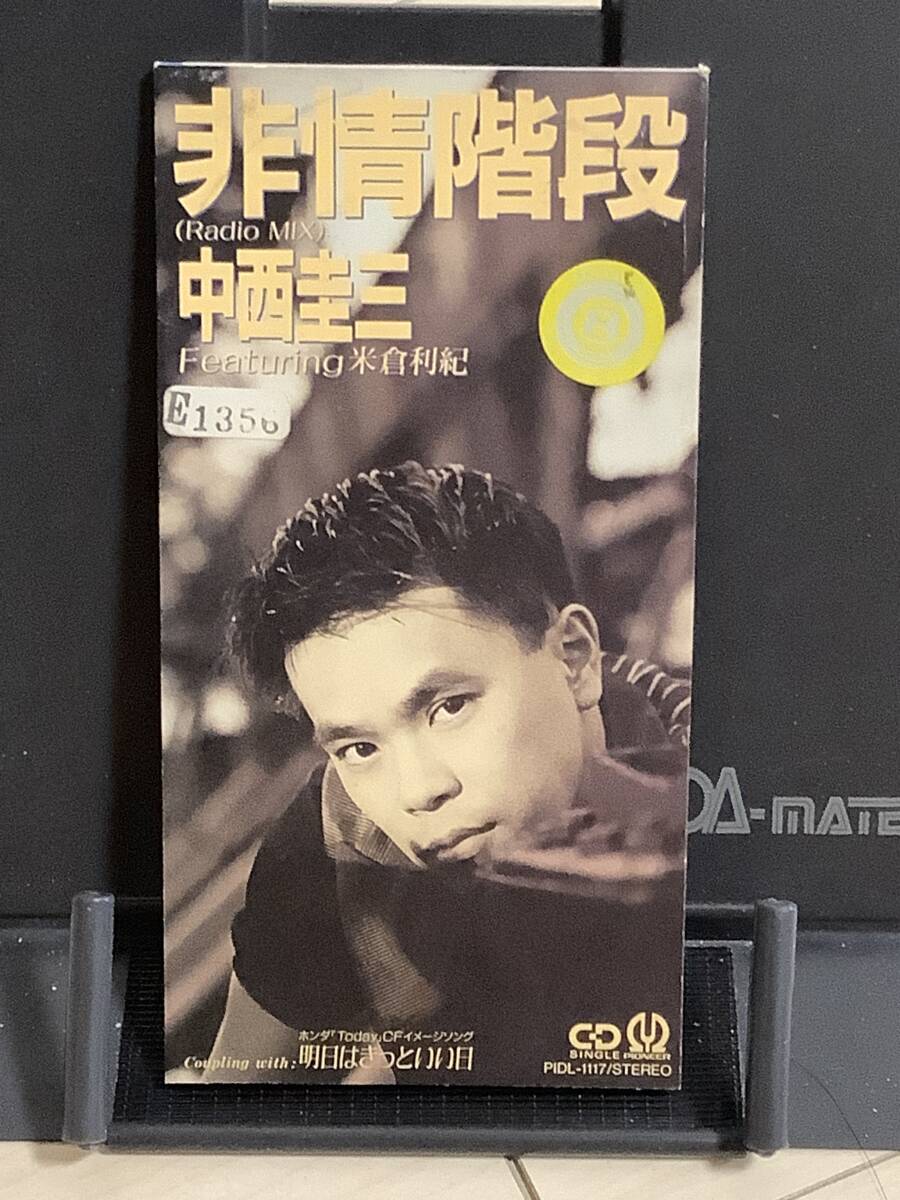 非情階段
(Radio MIX)
中西圭三
Featuring 米倉利紀
E1356
ホンダ「Today」CFイメージソング
Coupling with: 明日はきっといい日
CD
SINGLE
PIONEER
PIDL-1117/STEREO
OA-MATE